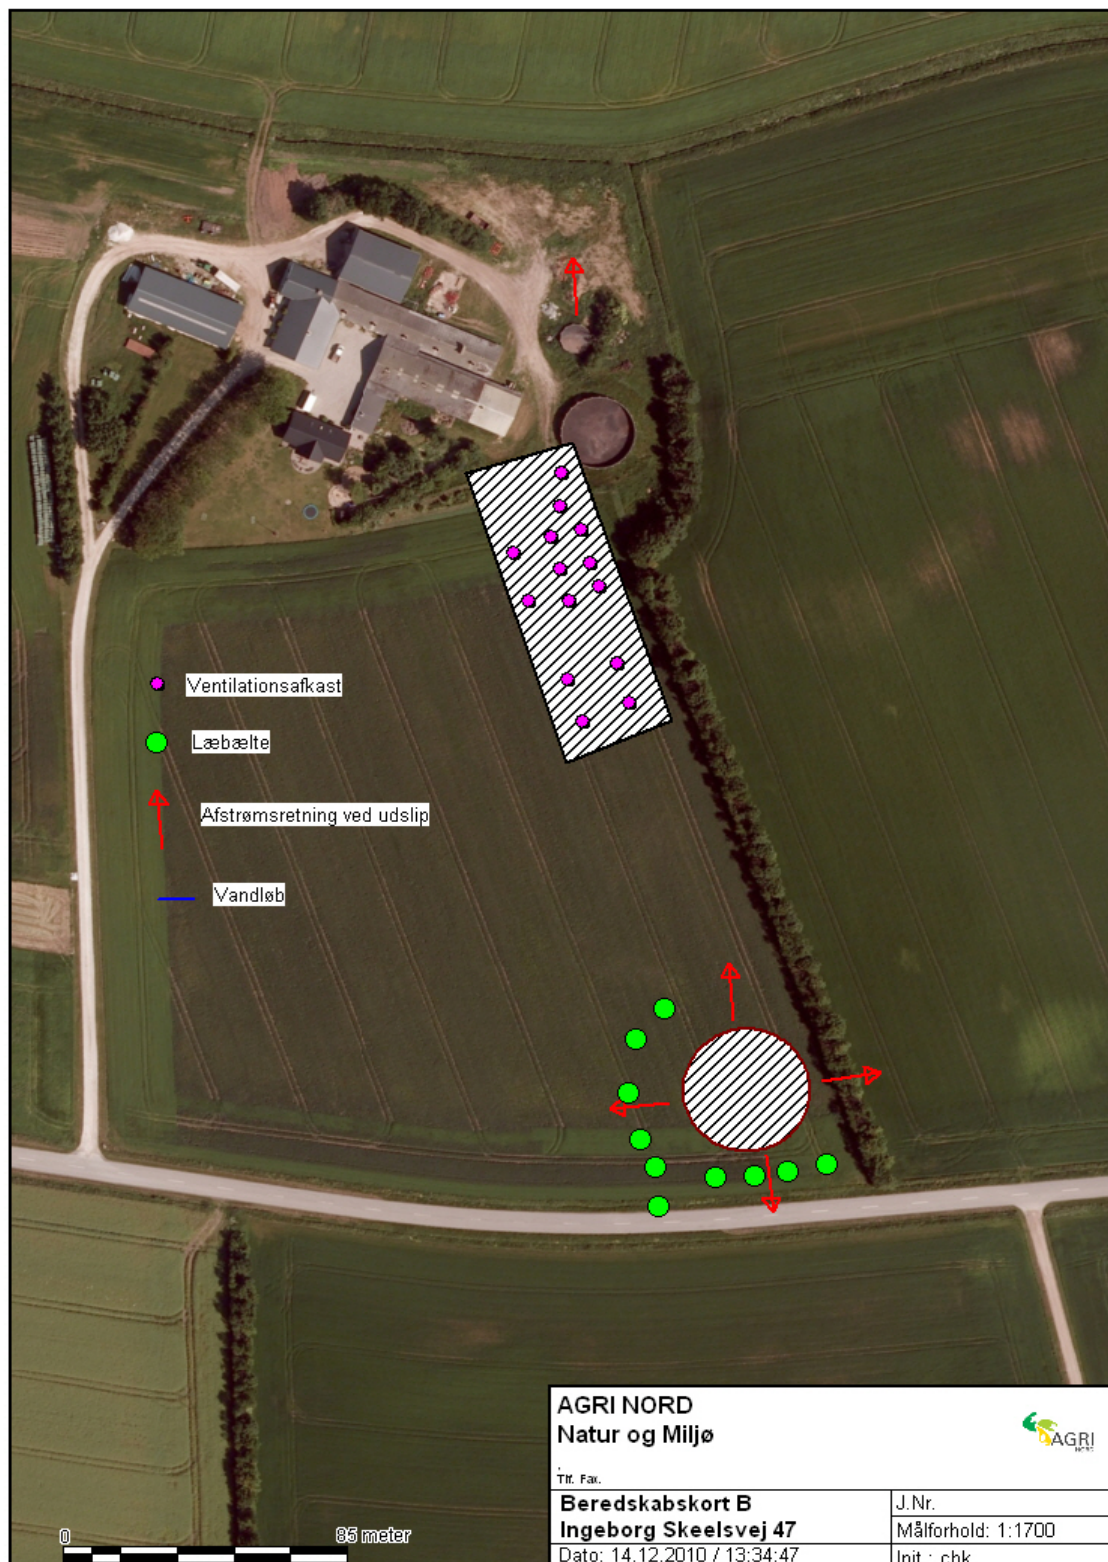 Ventilationsafkast
Læbælte
Afstrømsretning ved udslip
Vandløb
0 85 meter
AGRI NORD
Natur og Miljø
AGRI
NORD
Tlf. Fax.
Beredskabskort B
Ingeborg Skeelsvej 47
J.Nr.
Målforhold: 1:1700
Dato: 14.12.2010 / 13:34:47
Init.: chk